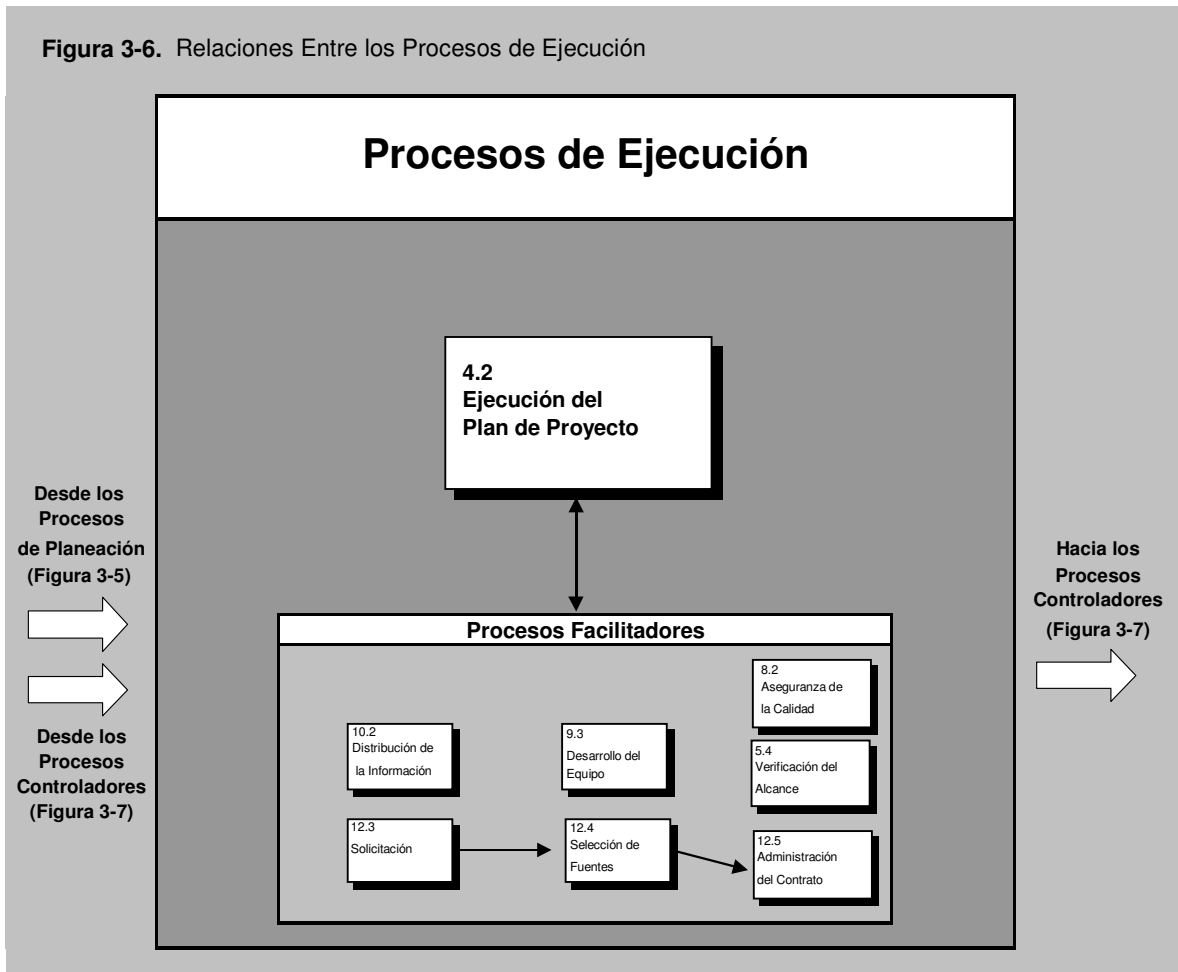 Figura 3-6. Relaciones Entre los Procesos de Ejecución
Procesos de Ejecución
4.2
Ejecución del
Plan de Proyecto
Desde los
Procesos
de Planeación
(Figura 3-5)
Desde los
Procesos
Controladores
(Figura 3-7)
Hacia los
Procesos
Controladores
(Figura 3-7)
Procesos Facilitadores
8.2
Aseguranza de
la Calidad
10.2
Distribución de
la Información
9.3
Desarrollo del
Equipo
5.4
Verificación del
Alcance
12.3
Solicitación
12.4
Selección de
Fuentes
12.5
Administración
del Contrato